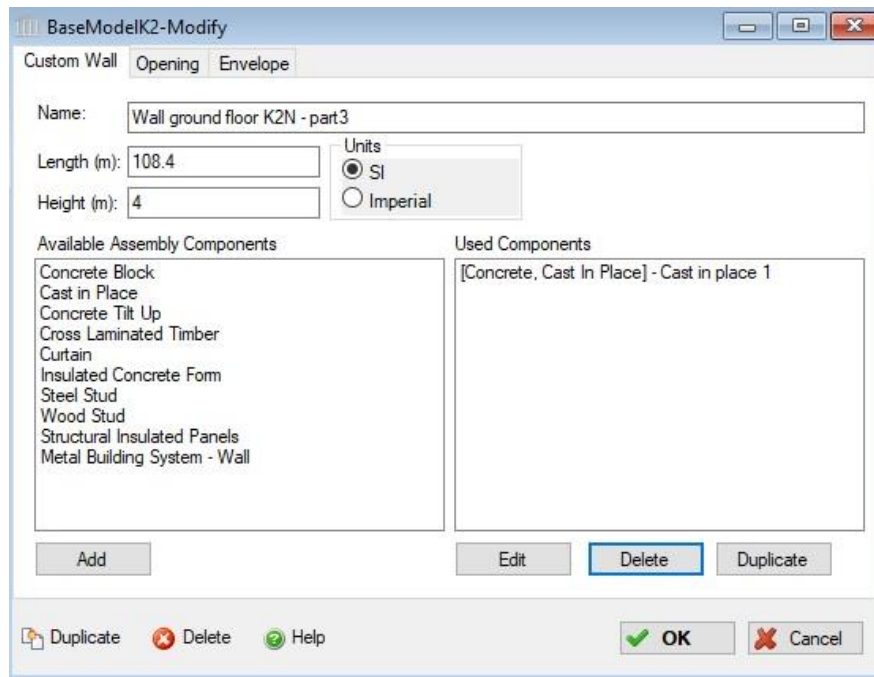 BaseModelK2-Modify
Custom Wall Opening Envelope
Name: Wall ground floor K2N - part3
Length (m): 108.4
Units
SI
Height (m): 4
Imperial
Available Assembly Components
Concrete Block
Cast in Place
Concrete Tilt Up
Cross Laminated Timber
Curtain
Insulated Concrete Form
Steel Stud
Wood Stud
Structural Insulated Panels
Metal Building System - Wall
Used Components
[Concrete, Cast In Place] - Cast in place 1
Add Edit Delete Duplicate
Duplicate Delete Help OK Cancel